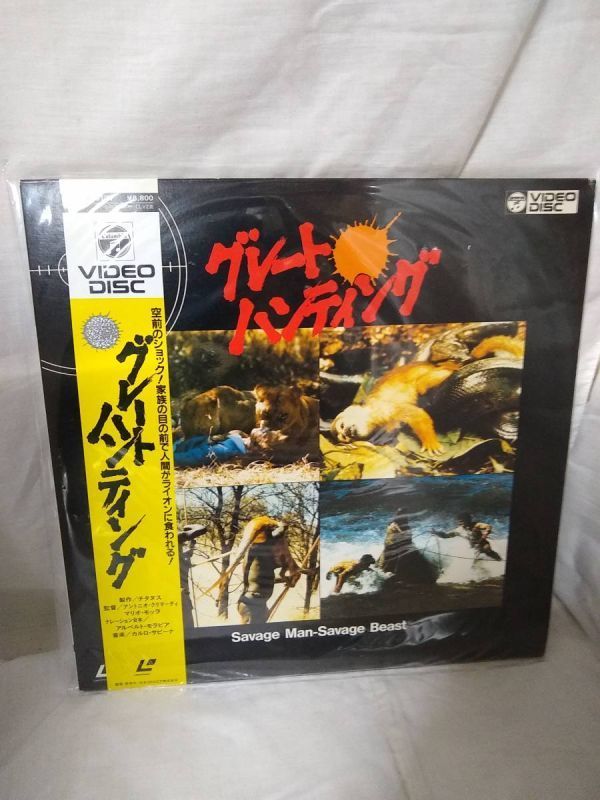 ¥8,800
VIDEO
DISC
グレートハンティング
空前のショック!家族の目の前で人間がライオンに食われる!
製作/チタヌス
監督/アントニオ・クリマーティ
マリオ・モッラ
ナレーション台本/
アルベルト・モラビア
音楽/カルロ・サビーナ
VIDEO
DISC
グレート
ハンティング
Savage Man-Savage Beast